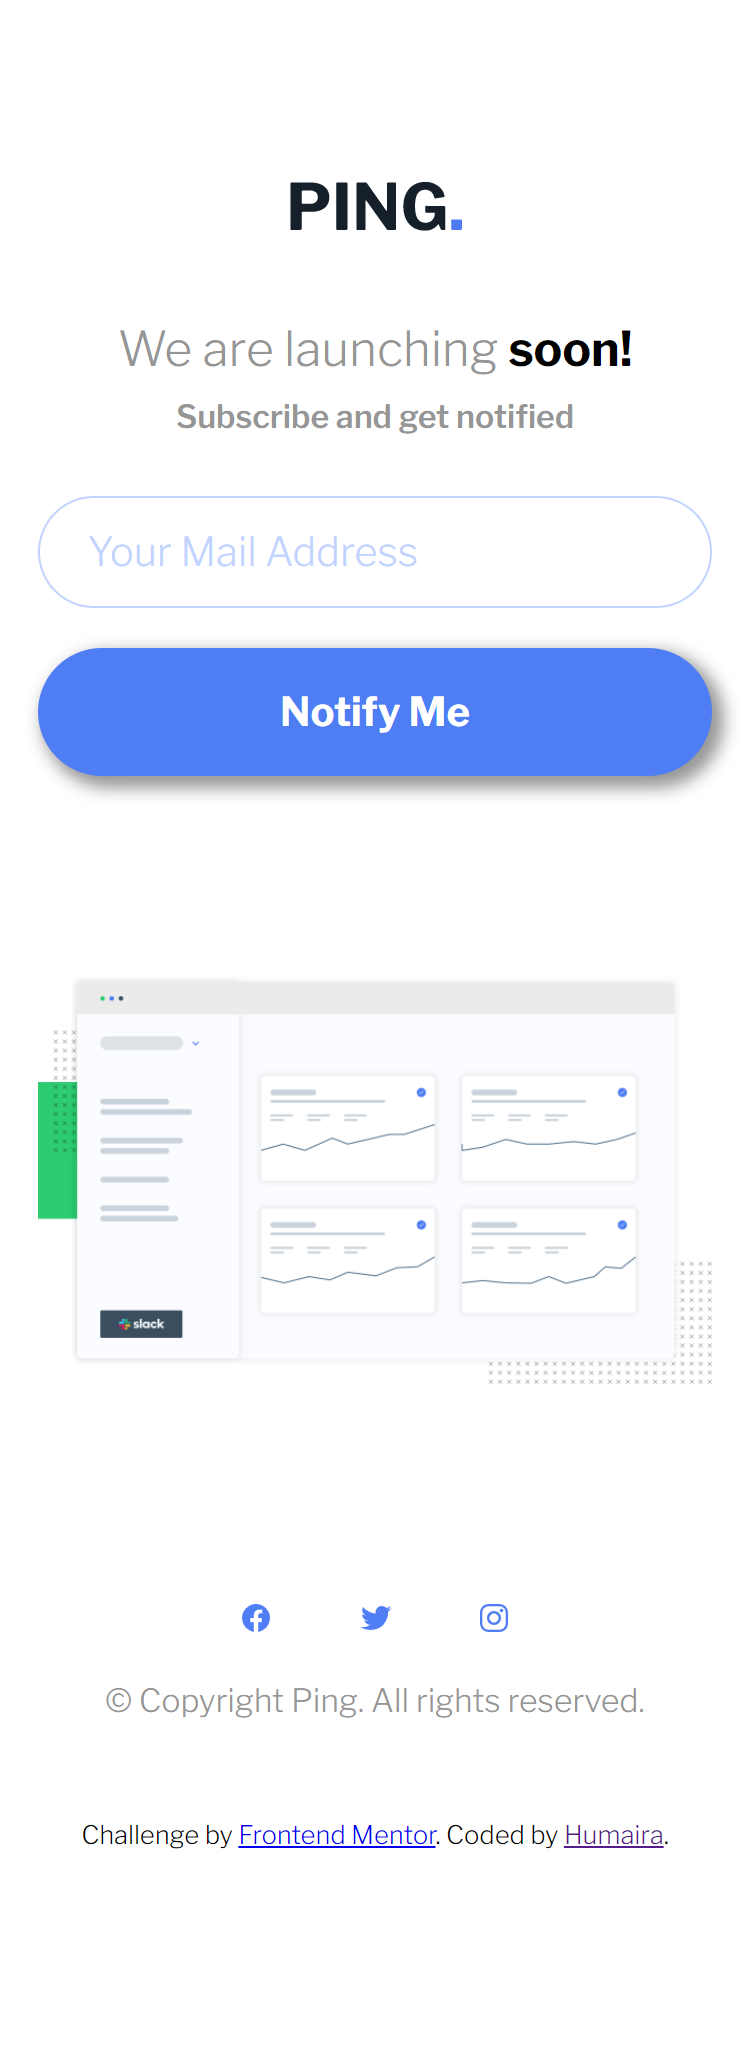 PING.
We are launching soon!
Subscribe and get notified
Your Mail Address
Notify Me
slack
© Copyright Ping. All rights reserved.
Challenge by Frontend Mentor. Coded by Humaira.